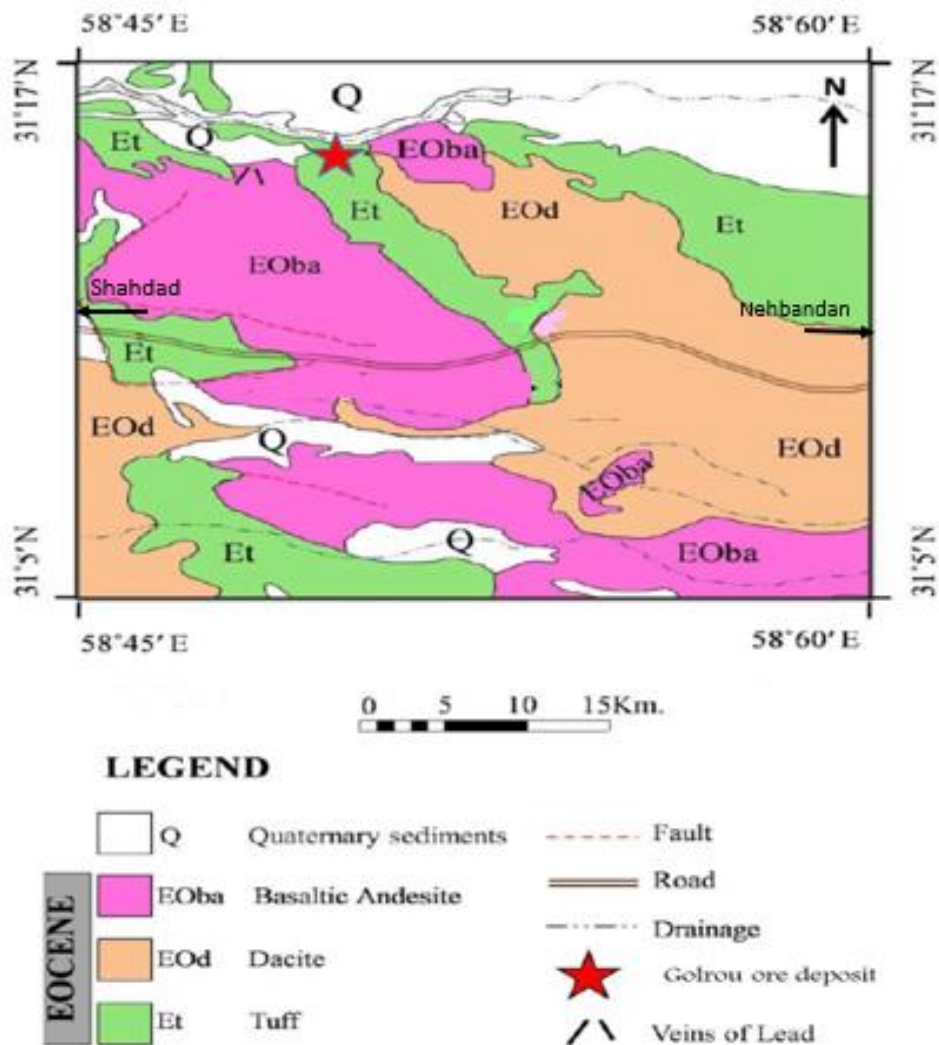 58°45' E 58°60' E
31°17'N 31°17'N
N
Q
Et Q EOba
Et EOd Et
EOba
Shahdad Nehbandan
Et
EOd Q EOd
EOba
Et Q EOba
31°5'N 31°5'N
58°45' E 58°60' E
0 5 10 15Km.
LEGEND
Q Quaternary sediments
EOba Basaltic Andesite
EOd Dacite
Et Tuff
EOCENE
Fault
Road
Drainage
Golrou ore deposit
Veins of Lead